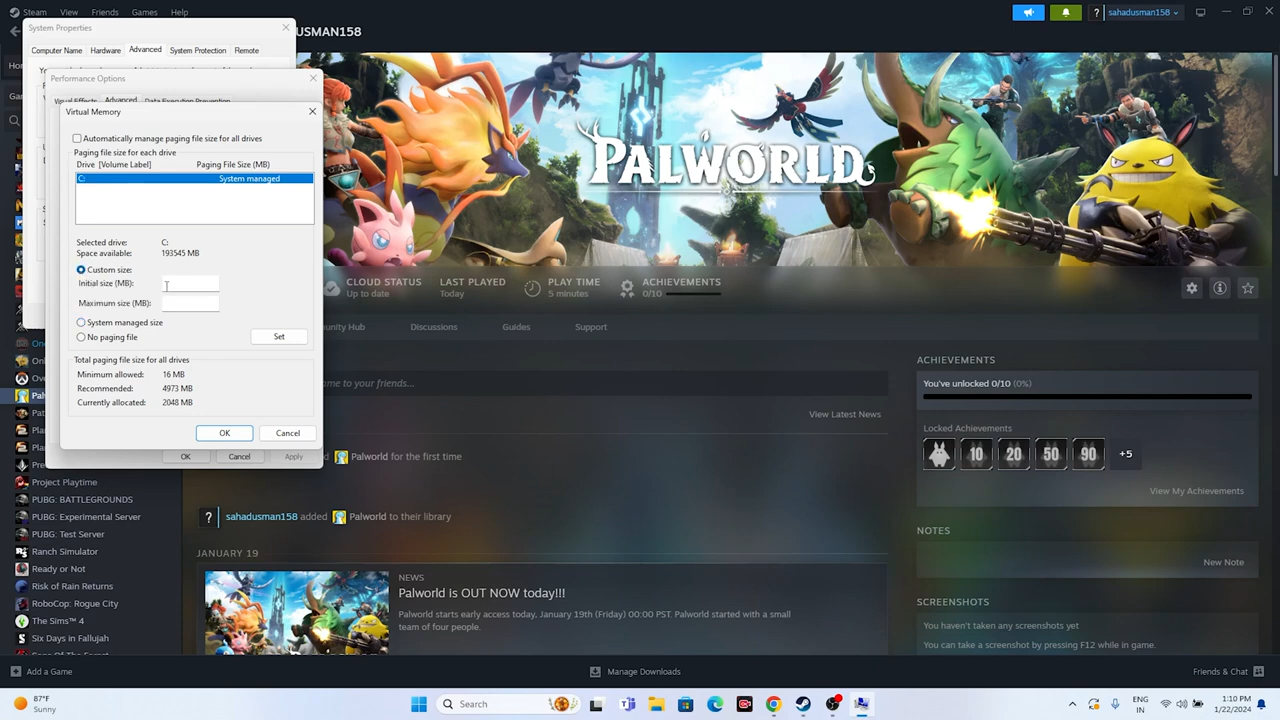 Steam View Friends Games Help
sahadusman158
System Properties
USMAN158
Computer Name Hardware Advanced System Protection Remote
Performance Options
Visual Effects Advanced Data Execution Prevention
Virtual Memory
Automatically manage paging file size for all drives
Paging file size for each drive
Drive [Volume Label] Paging File Size (MB)
C: System managed
Selected drive: C:
Space available: 193545 MB
Custom size:
Initial size (MB):
Maximum size (MB):
System managed size
No paging file
Set
Total paging file size for all drives
Minimum allowed: 16 MB
Recommended: 4973 MB
Currently allocated: 2048 MB
OK Cancel
OK Cancel Apply
PALWORLD
CLOUD STATUS
Up to date
LAST PLAYED
Today
PLAY TIME
5 minutes
ACHIEVEMENTS
0/10
unity Hub Discussions Guides Support
me to your friends...
View Latest News
Palworld for the first time
? sahadusman158 added Palworld to their library
JANUARY 19
NEWS
Palworld is OUT NOW today!!!
Palworld starts early access today, January 19th (Friday) 00:00 PST. Palworld started with a small
team of four people.
ACHIEVEMENTS
You've unlocked 0/10 (0%)
Locked Achievements
10 20 50 90 +5
View My Achievements
NOTES
New Note
SCREENSHOTS
You haven't taken any screenshots yet
You can take a screenshot by pressing F12 while in game.
Project Playtime
PUBG: BATTLEGROUNDS
PUBG: Experimental Server
PUBG: Test Server
Ranch Simulator
Ready or Not
Risk of Rain Returns
RoboCop: Rogue City
The Sims™ 4
Six Days in Fallujah
Add a Game
Manage Downloads
Friends & Chat
87°F
Sunny
Search
ENG
IN
1:10 PM
1/22/2024